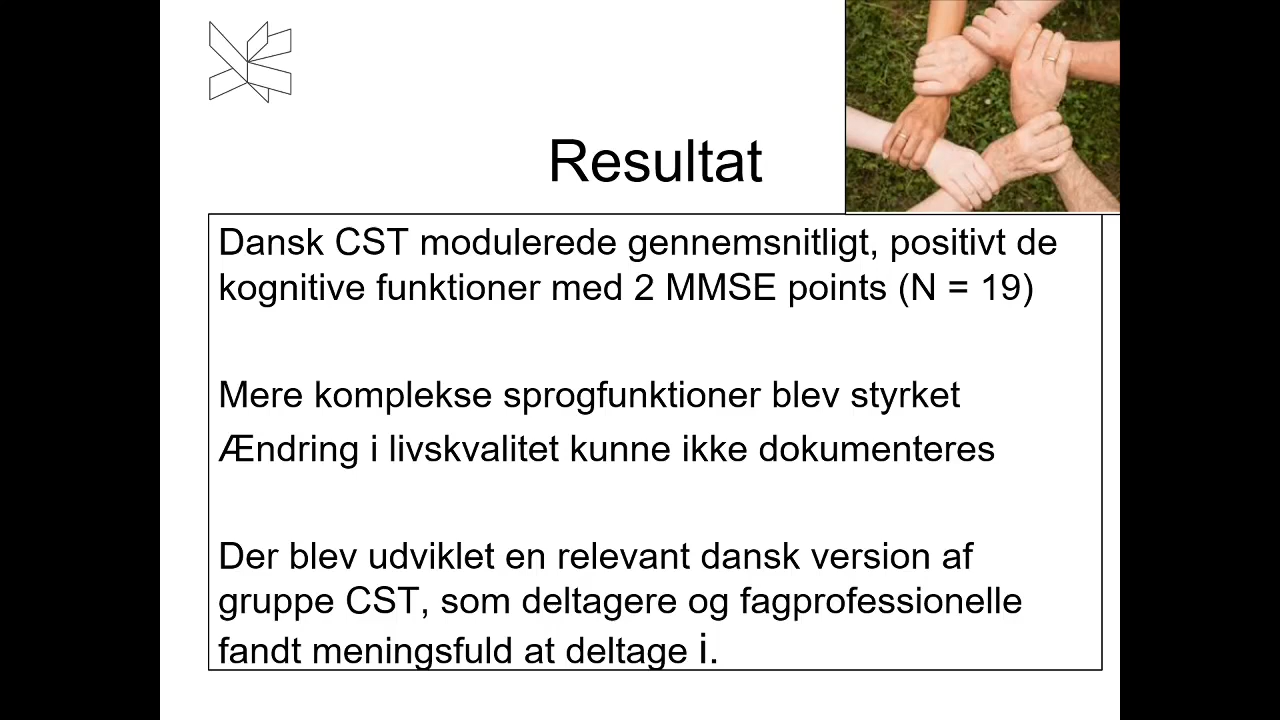 Resultat
Dansk CST modulerede gennemsnitligt, positivt de
kognitive funktioner med 2 MMSE points (N = 19)
Mere komplekse sprogfunktioner blev styrket
Ændring i livskvalitet kunne ikke dokumenteres
Der blev udviklet en relevant dansk version af
gruppe CST, som deltagere og fagprofessionelle
fandt meningsfuld at deltage i.